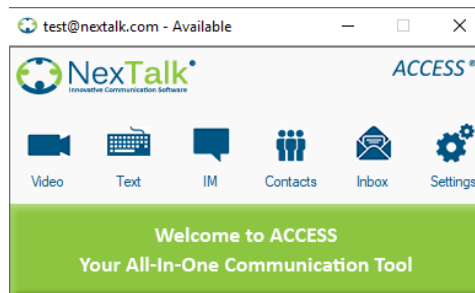 test@nextalk.com - Available
NexTalk
ACCESS®
Innovative Communication Software
Video Text IM Contacts Inbox Settings
Welcome to ACCESS
Your All-In-One Communication Tool